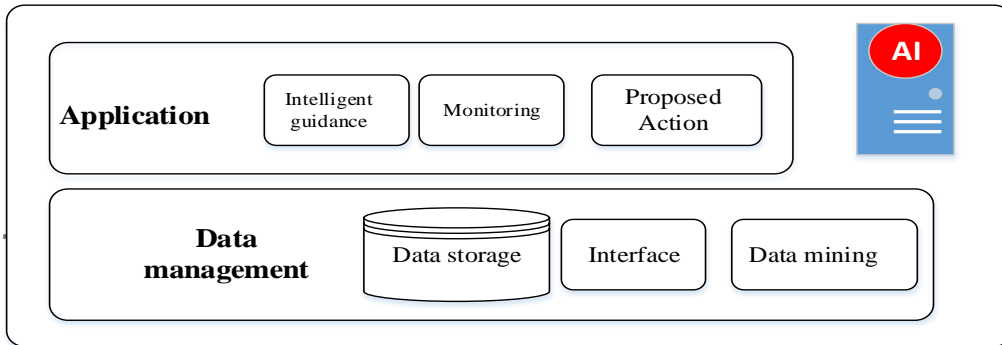 AI
Application
Intelligent
guidance
Monitoring
Proposed
Action
Data
management
Data storage
Interface
Data mining